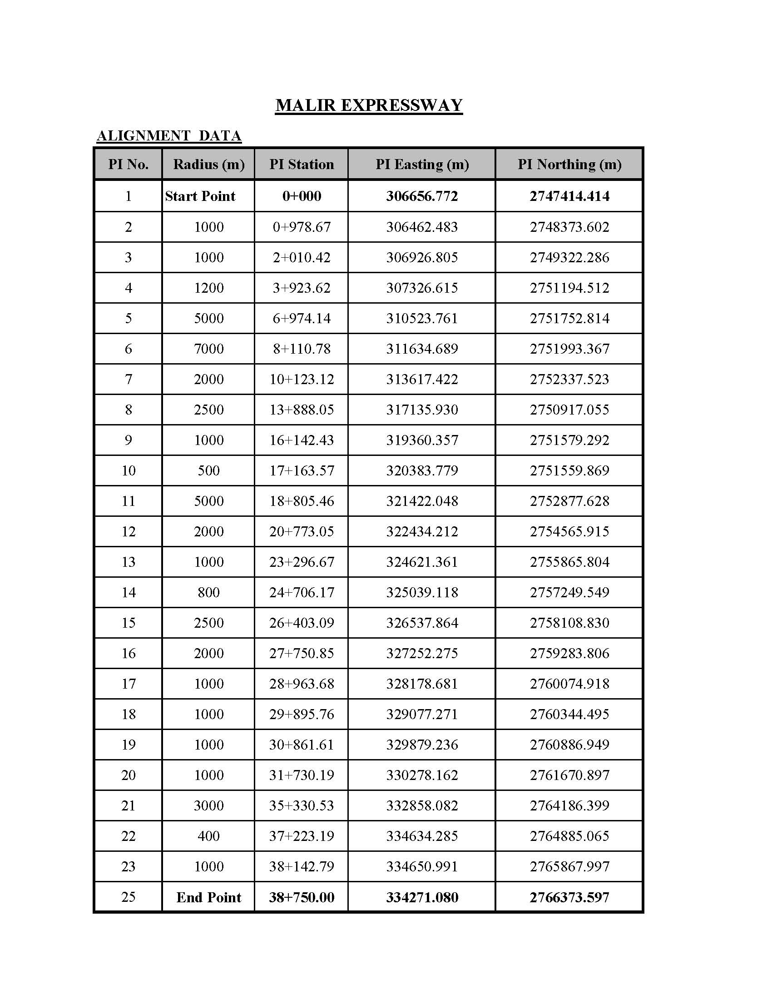 MALIR EXPRESSWAY
ALIGNMENT DATA
PI No. Radius (m) PI Station PI Easting (m) PI Northing (m)
1 Start Point 0+000 306656.772 2747414.414
2 1000 0+978.67 306462.483 2748373.602
3 1000 2+010.42 306926.805 2749322.286
4 1200 3+923.62 307326.615 2751194.512
5 5000 6+974.14 310523.761 2751752.814
6 7000 8+110.78 311634.689 2751993.367
7 2000 10+123.12 313617.422 2752337.523
8 2500 13+888.05 317135.930 2750917.055
9 1000 16+142.43 319360.357 2751579.292
10 500 17+163.57 320383.779 2751559.869
11 5000 18+805.46 321422.048 2752877.628
12 2000 20+773.05 322434.212 2754565.915
13 1000 23+296.67 324621.361 2755865.804
14 800 24+706.17 325039.118 2757249.549
15 2500 26+403.09 326537.864 2758108.830
16 2000 27+750.85 327252.275 2759283.806
17 1000 28+963.68 328178.681 2760074.918
18 1000 29+895.76 329077.271 2760344.495
19 1000 30+861.61 329879.236 2760886.949
20 1000 31+730.19 330278.162 2761670.897
21 3000 35+330.53 332858.082 2764186.399
22 400 37+223.19 334634.285 2764885.065
23 1000 38+142.79 334650.991 2765867.997
25 End Point 38+750.00 334271.080 2766373.597